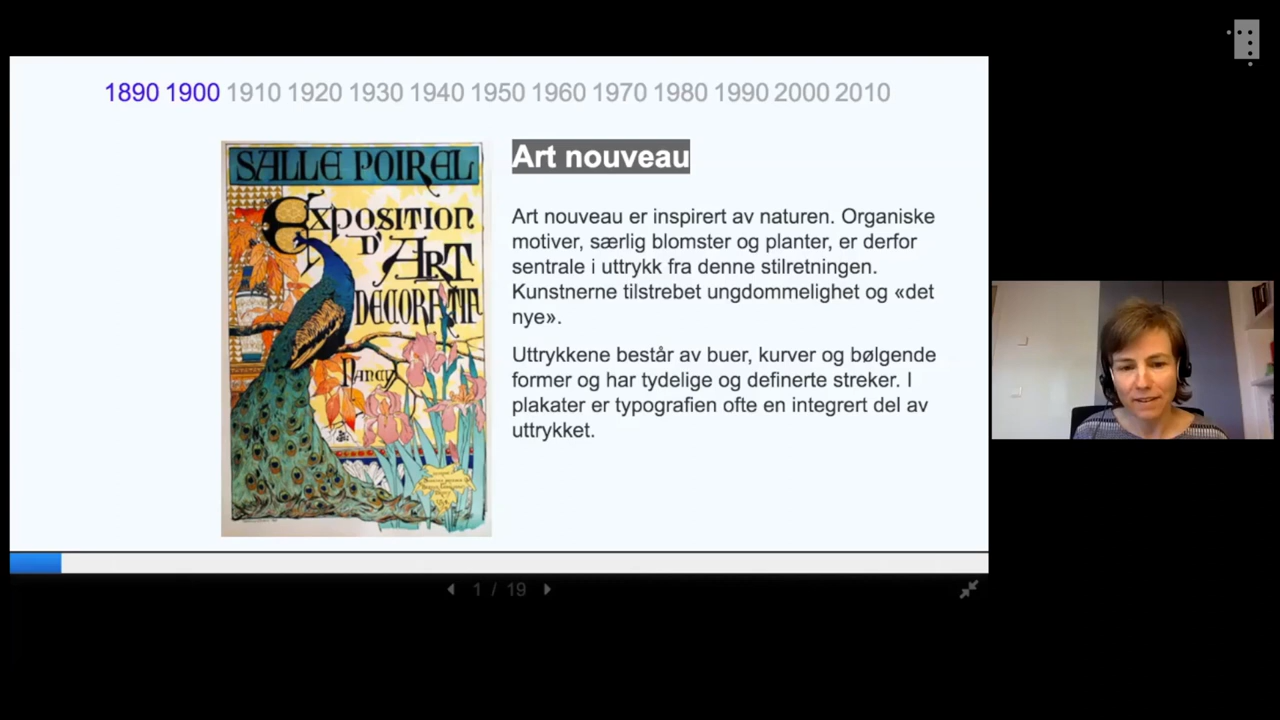 1890 1900 1910 1920 1930 1940 1950 1960 1970 1980 1990 2000 2010
SALLE POIREL
EXPOSITION
D'ART
DECORATIF
NANCY
Art nouveau
Art nouveau er inspirert av naturen. Organiske
motiver, særlig blomster og planter, er derfor
sentrale i uttrykk fra denne stilretningen.
Kunstnerne tilstrebet ungdommelighet og «det
nye».
Uttrykkene består av buer, kurver og bølgende
former og har tydelige og definerte streker. I
plakater er typografien ofte en integrert del av
uttrykket.
1 / 19